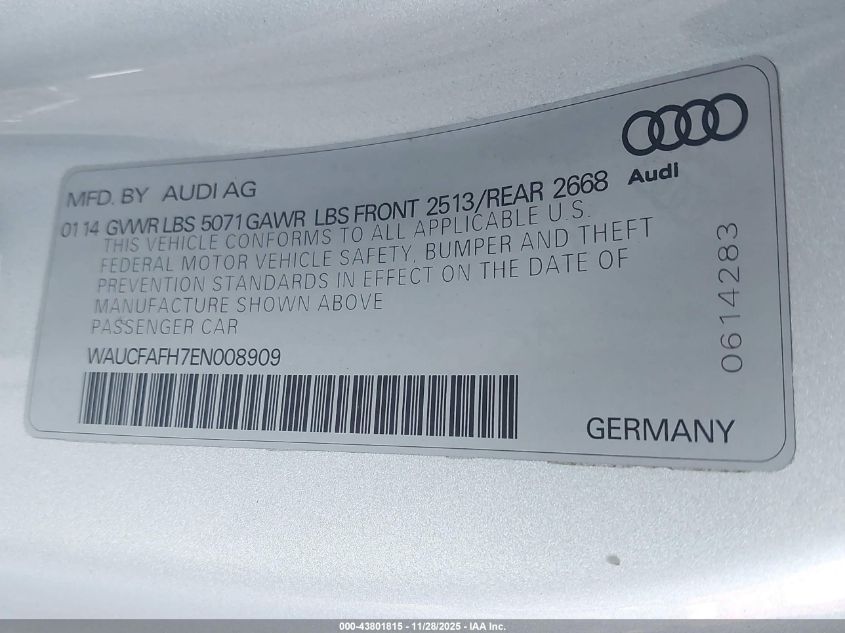 MFD. BY AUDI AG
Audi
0114 GVWR LBS 5071 GAWR LBS FRONT 2513/REAR 2668
THIS VEHICLE CONFORMS TO ALL APPLICABLE U.S.
FEDERAL MOTOR VEHICLE SAFETY, BUMPER AND THEFT
PREVENTION STANDARDS IN EFFECT ON THE DATE OF
MANUFACTURE SHOWN ABOVE
PASSENGER CAR
WAUCFAFH7EN008909
0614283
GERMANY
000-43801815 - 11/28/2025 - IAA Inc.